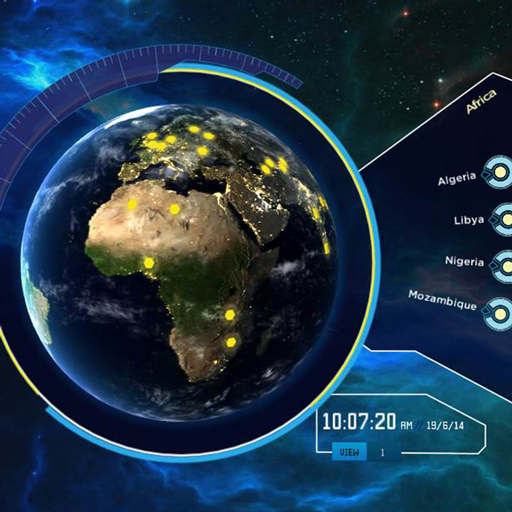 Africa
Algeria
Libya
Nigeria
Mozambique
10:07:20 AM // 19/6/14
VIEW 1